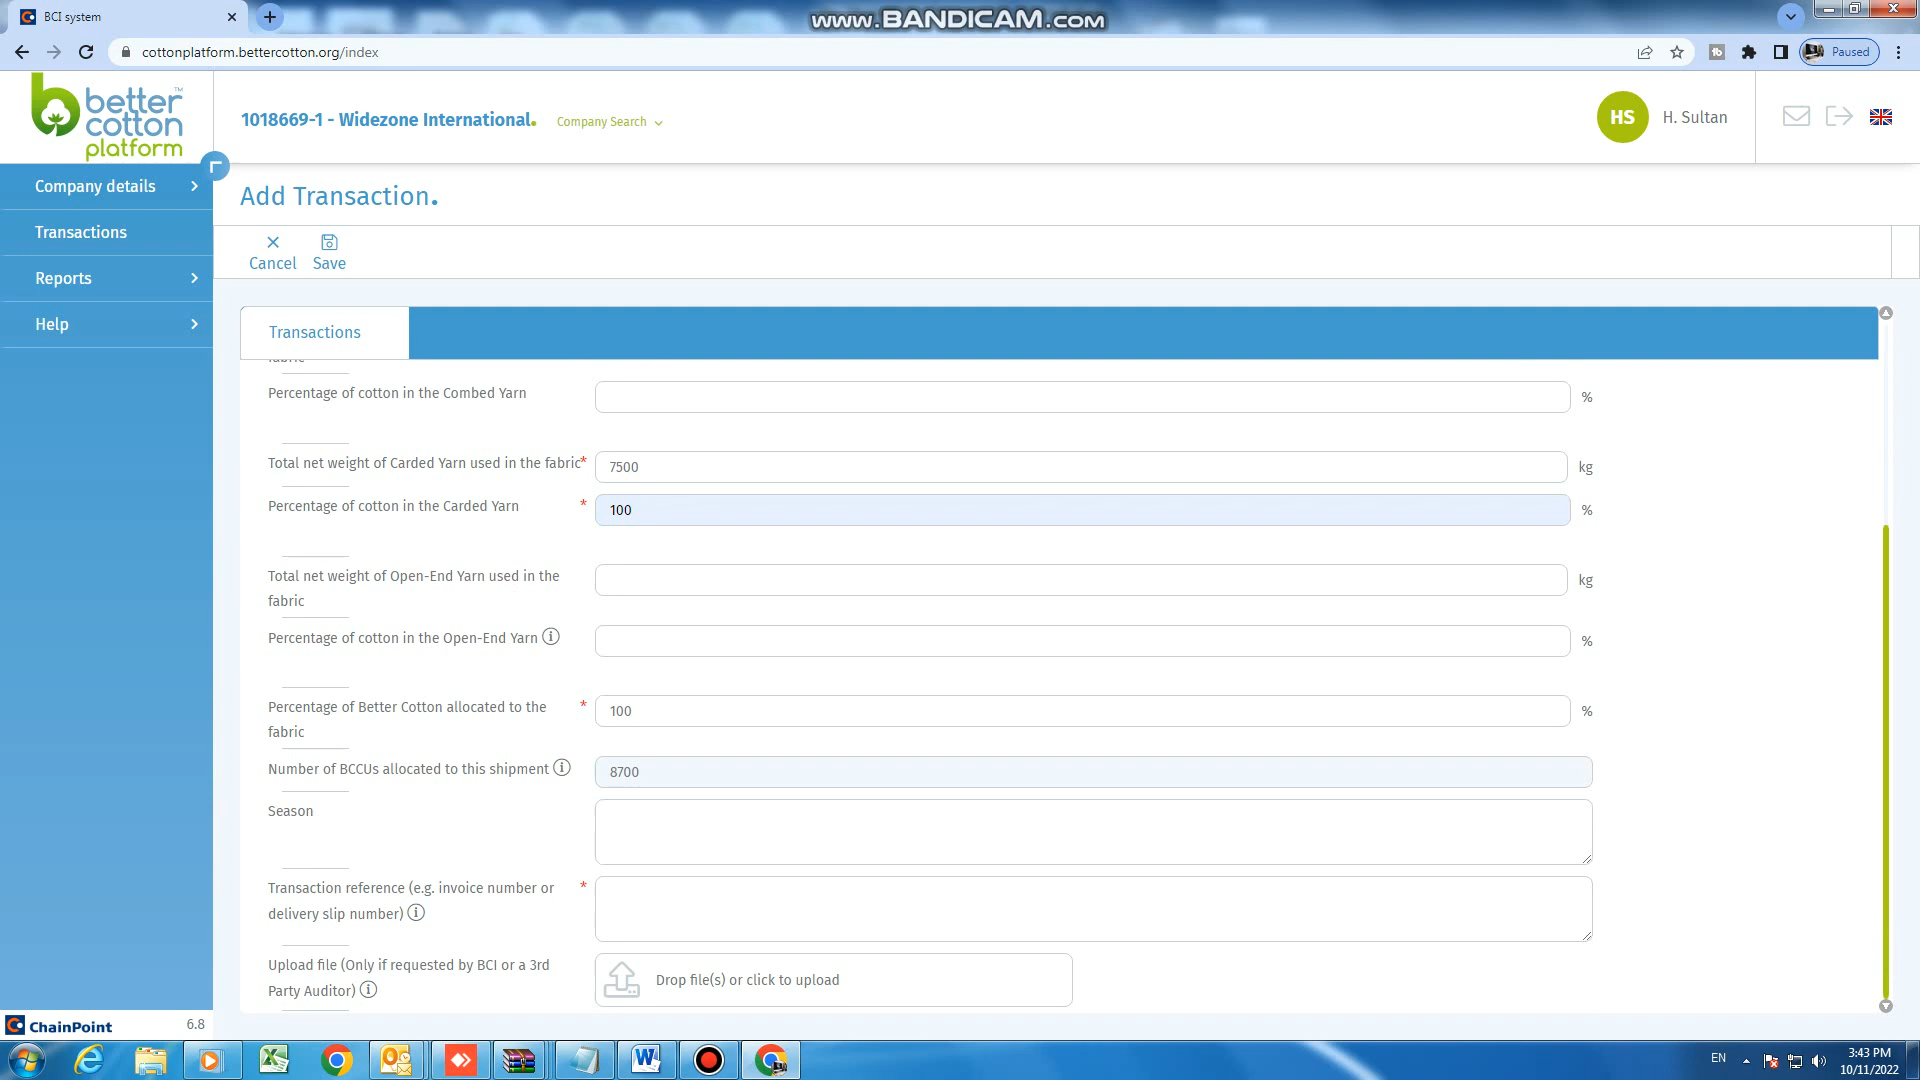 BCI system
www.BANDICAM.com
cottonplatform.bettercotton.org/index
Paused
better
cotton
platform
TM
1018669-1 - Widezone International.
Company Search
HS
H. Sultan
Company details
Transactions
Reports
Help
Add Transaction.
Cancel
Save
Transactions
fabric
Percentage of cotton in the Combed Yarn
%
Total net weight of Carded Yarn used in the fabric*
7500
kg
Percentage of cotton in the Carded Yarn *
100
%
Total net weight of Open-End Yarn used in the
fabric
kg
Percentage of cotton in the Open-End Yarn
%
Percentage of Better Cotton allocated to the *
fabric
100
%
Number of BCCUs allocated to this shipment
8700
Season
Transaction reference (e.g. invoice number or *
delivery slip number)
Upload file (Only if requested by BCI or a 3rd
Party Auditor)
Drop file(s) or click to upload
ChainPoint
6.8
EN
3:43 PM
10/11/2022